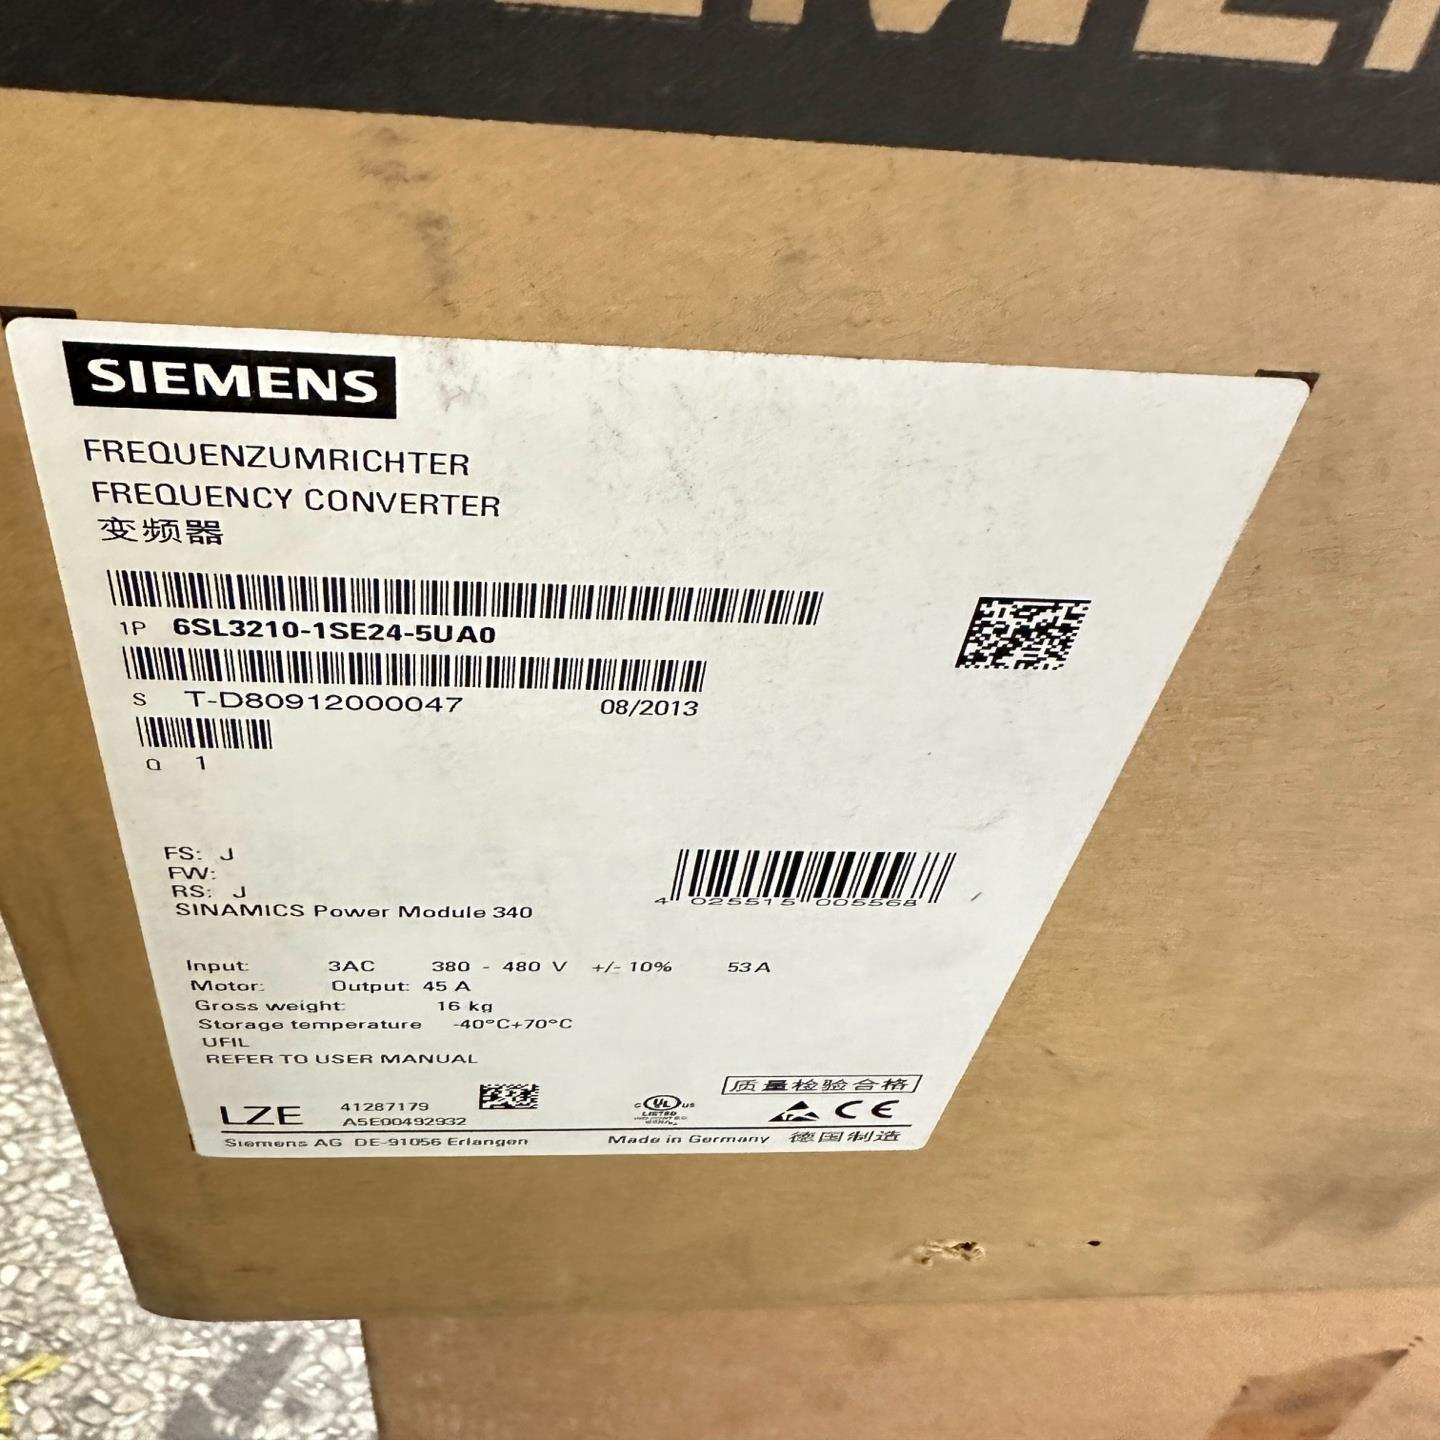 SIEMENS
FREQUENZUMRICHTER
FREQUENCY CONVERTER
变频器
1P 6SL3210-1SE24-5UA0
S T-D80912000047 08/2013
Q 1
FS: J
FW:
RS: J
SINAMICS Power Module 340
4 025515 005568
Input: 3AC 380 - 480 V +/- 10% 53 A
Motor: Output: 45 A
Gross weight: 16 kg
Storage temperature -40°C+70°C
UFIL
REFER TO USER MANUAL
质量检验合格
LZE 41287179
A5E00492932
c UL us
LISTED
CE
Siemens AG DE-91056 Erlangen Made in Germany 德国制造